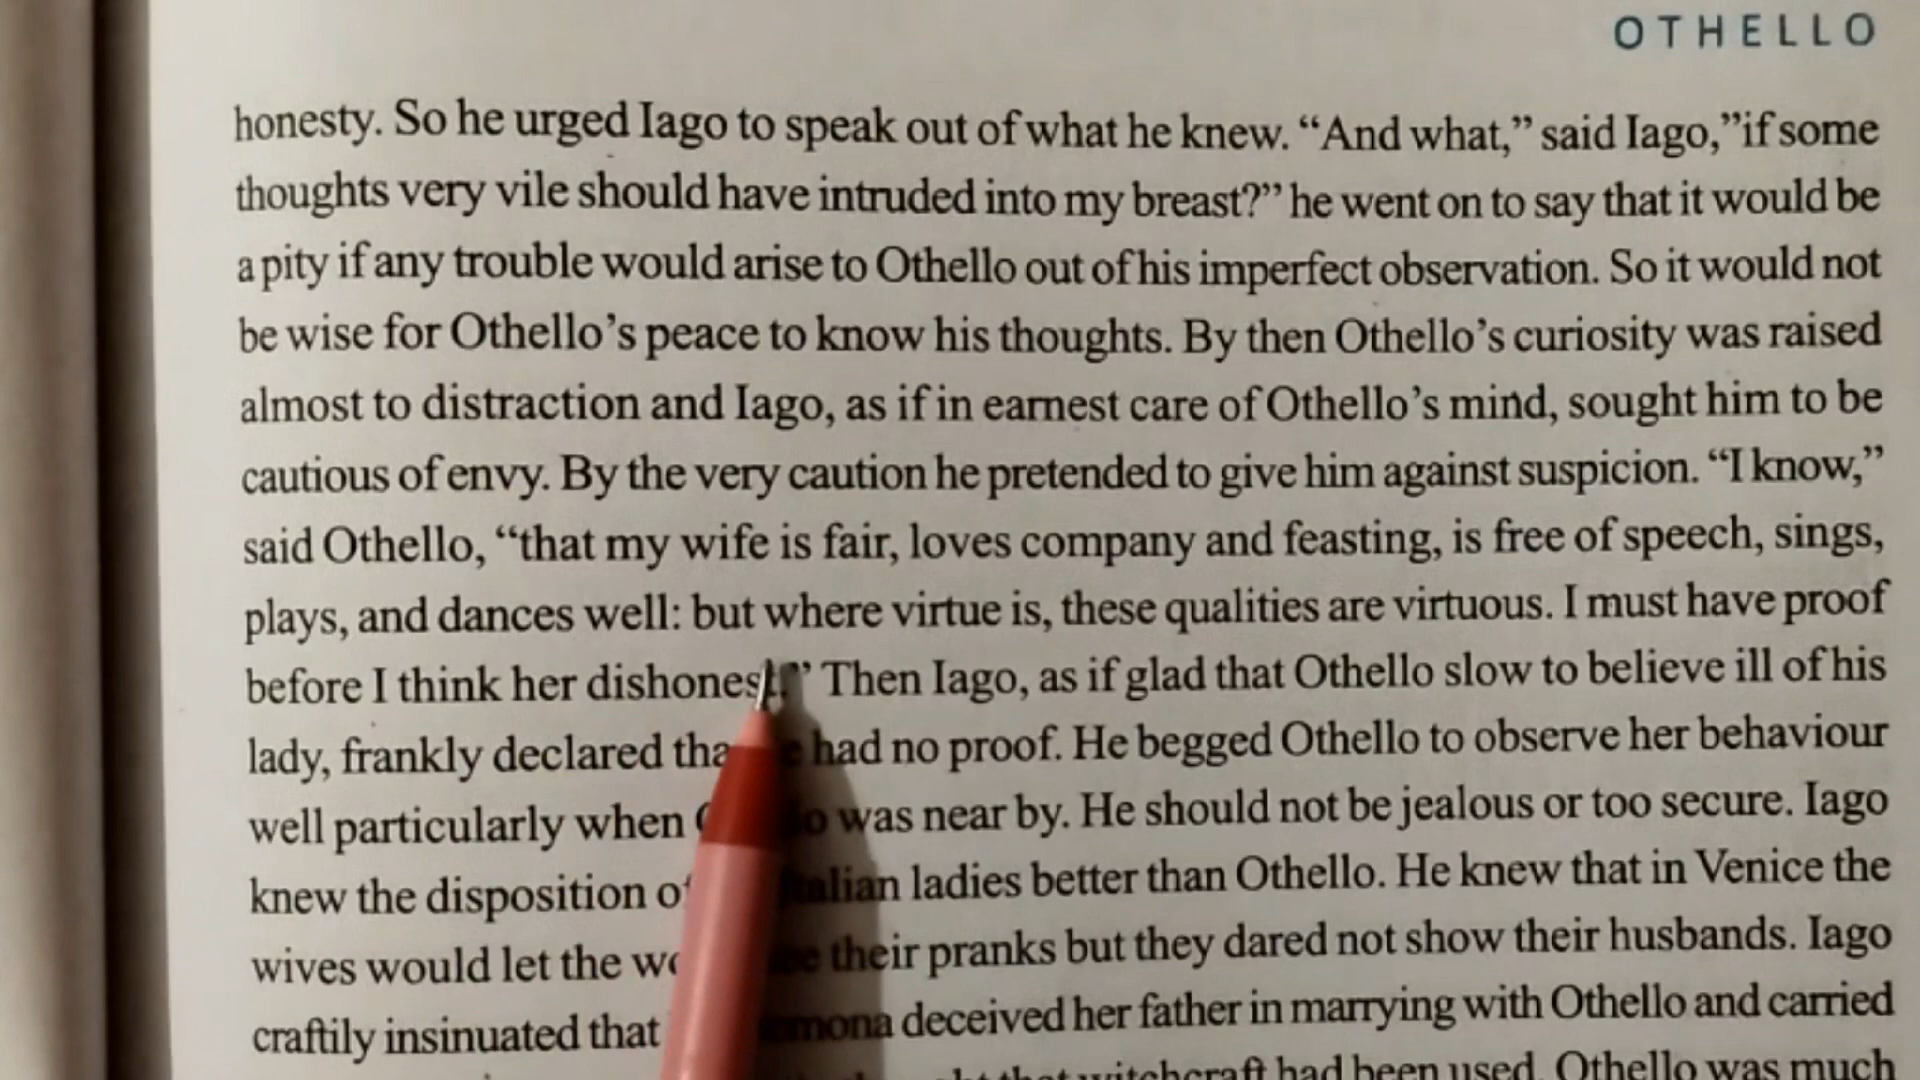 OTHELLO
honesty. So he urged Iago to speak out of what he knew. “And what,” said Iago,”if some
thoughts very vile should have intruded into my breast?” he went on to say that it would be
a pity if any trouble would arise to Othello out of his imperfect observation. So it would not
be wise for Othello’s peace to know his thoughts. By then Othello’s curiosity was raised
almost to distraction and Iago, as if in earnest care of Othello’s mind, sought him to be
cautious of envy. By the very caution he pretended to give him against suspicion. “I know,”
said Othello, “that my wife is fair, loves company and feasting, is free of speech, sings,
plays, and dances well: but where virtue is, these qualities are virtuous. I must have proof
before I think her dishonest.” Then Iago, as if glad that Othello slow to believe ill of his
lady, frankly declared had no proof. He begged Othello to observe her behaviour
well particularly when was near by. He should not be jealous or too secure. Iago
knew the disposition ladies better than Othello. He knew that in Venice the
wives would let the their pranks but they dared not show their husbands. Iago
craftily insinuated that deceived her father in marrying with Othello and carried
that witchcraft had been used. Othello was much